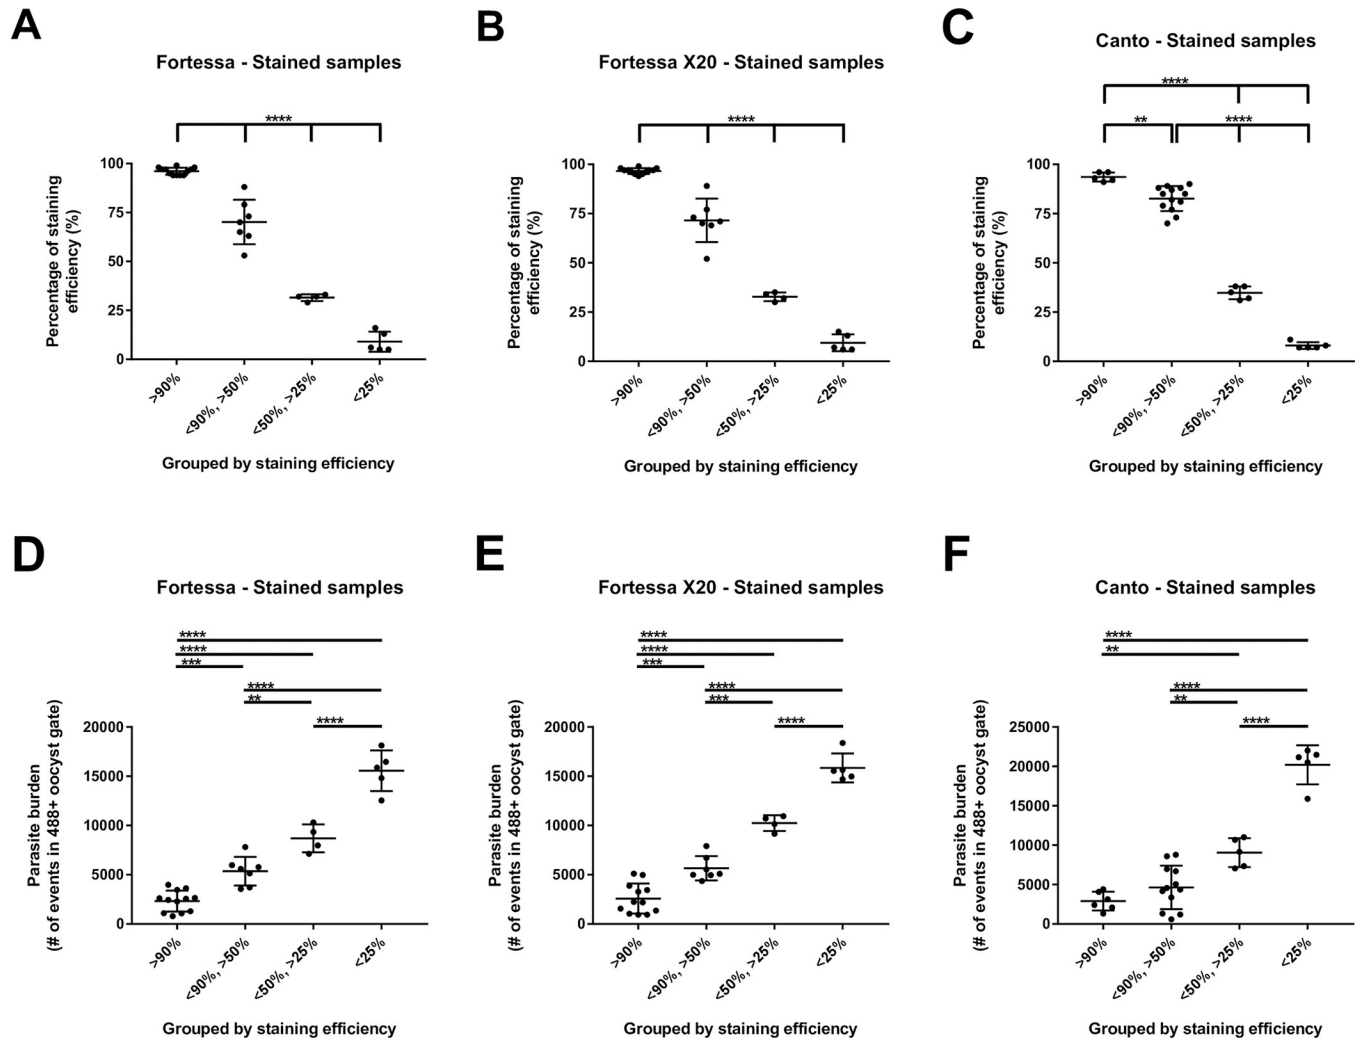 A
Fortessa - Stained samples
****
Percentage of staining
efficiency (%)
100
75
50
25
0
>90%
<90%, >50%
<50%, >25%
<25%
Grouped by staining efficiency
B
Fortessa X20 - Stained samples
****
Percentage of staining
efficiency (%)
100
50
0
>90%
<90%, >50%
<50%, >25%
<25%
Grouped by staining efficiency
C
Canto - Stained samples
****
**
****
Percentage of staining
efficiency (%)
100
75
50
25
0
>90%
<90%, >50%
<50%, >25%
<25%
Grouped by staining efficiency
D
Fortessa - Stained samples
****
****
***
****
**
****
Parasite burden
(# of events in 488+ oocyst gate)
20000
15000
10000
5000
0
>90%
<90%, >50%
<50%, >25%
<25%
Grouped by staining efficiency
E
Fortessa X20 - Stained samples
****
****
***
****
***
****
Parasite burden
(# of events in 488+ oocyst gate)
20000
15000
10000
5000
0
>90%
<90%, >50%
<50%, >25%
<25%
Grouped by staining efficiency
F
Canto - Stained samples
****
**
****
**
****
Parasite burden
(# of events in 488+ oocyst gate)
25000
20000
15000
10000
5000
0
>90%
<90%, >50%
<50%, >25%
<25%
Grouped by staining efficiency